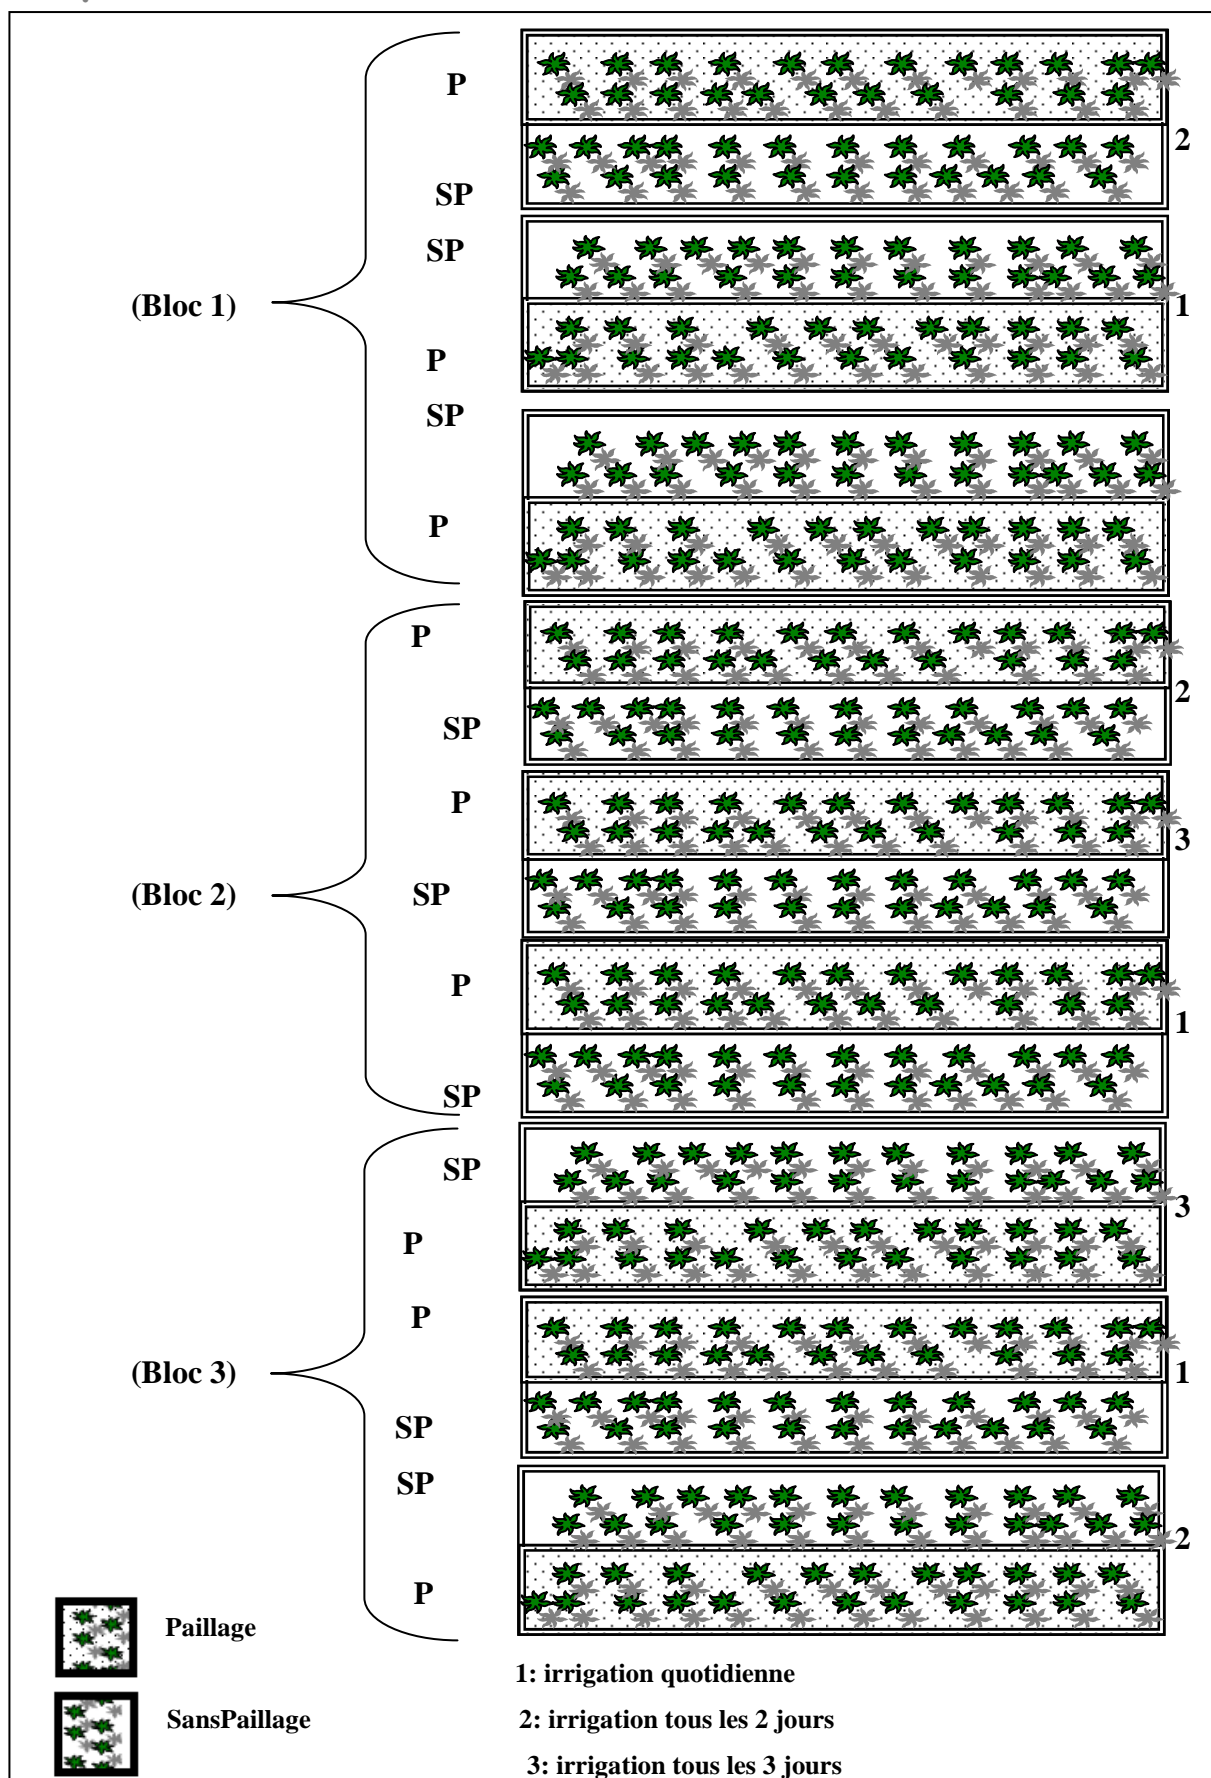 P
2
SP
SP
(Bloc 1)
1
P
SP
P
P
2
SP
P
3
(Bloc 2)
SP
P
1
SP
SP
3
P
P
(Bloc 3)
1
SP
SP
2
P
Paillage
1: irrigation quotidienne
SansPaillage
2: irrigation tous les 2 jours
3: irrigation tous les 3 jours